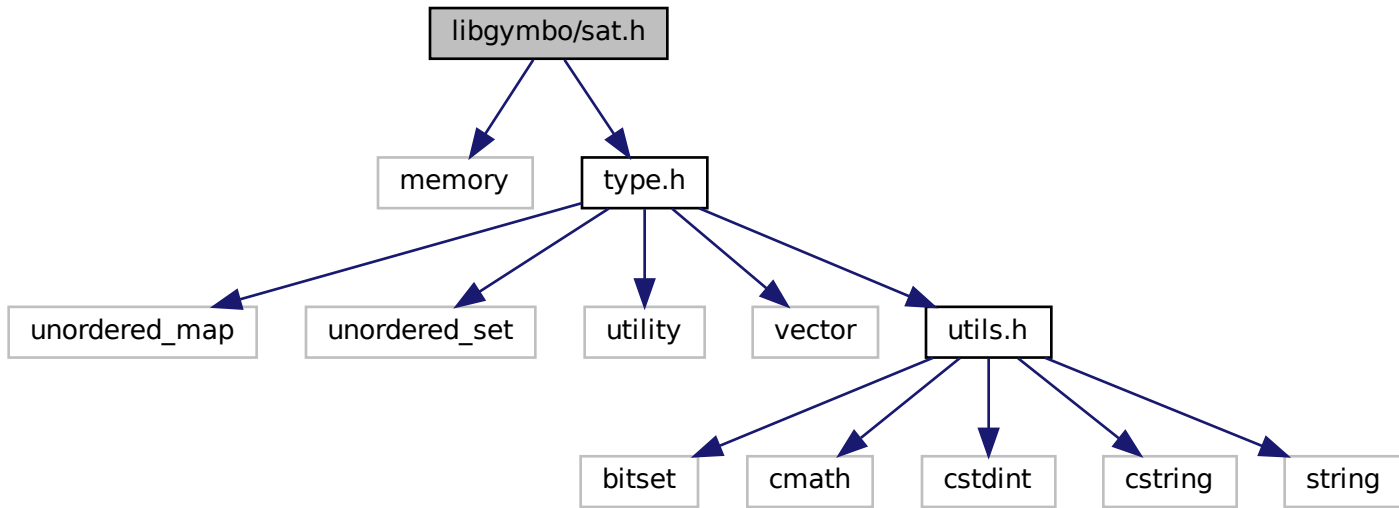 libgymbo/sat.h
memory
type.h
unordered_map
unordered_set
utility
vector
utils.h
bitset
cmath
cstdint
cstring
string